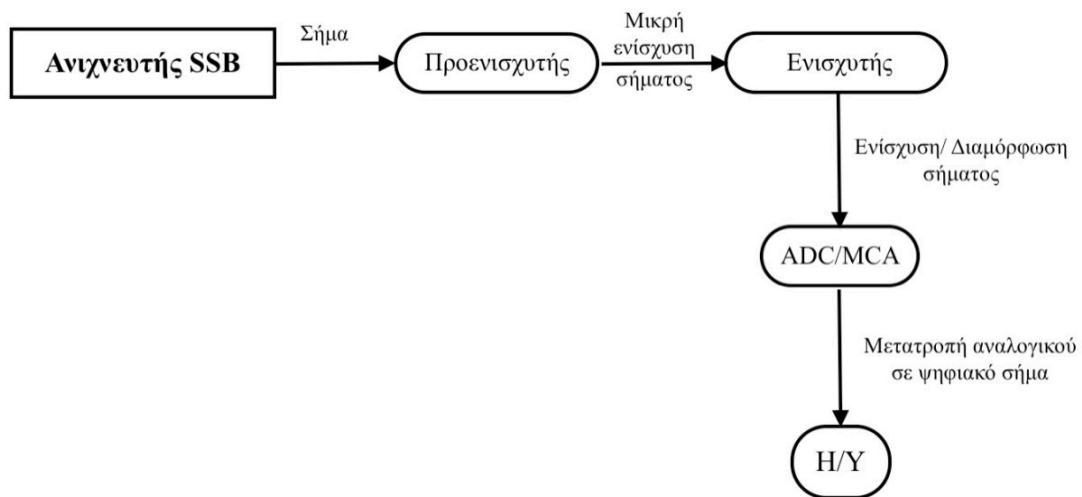 Ανιχνευτής SSB
Σήμα
Προενισχυτής
Μικρή
ενίσχυση
σήματος
Ενισχυτής
Ενίσχυση/ Διαμόρφωση
σήματος
ADC/MCA
Μετατροπή αναλογικού
σε ψηφιακό σήμα
Η/Υ